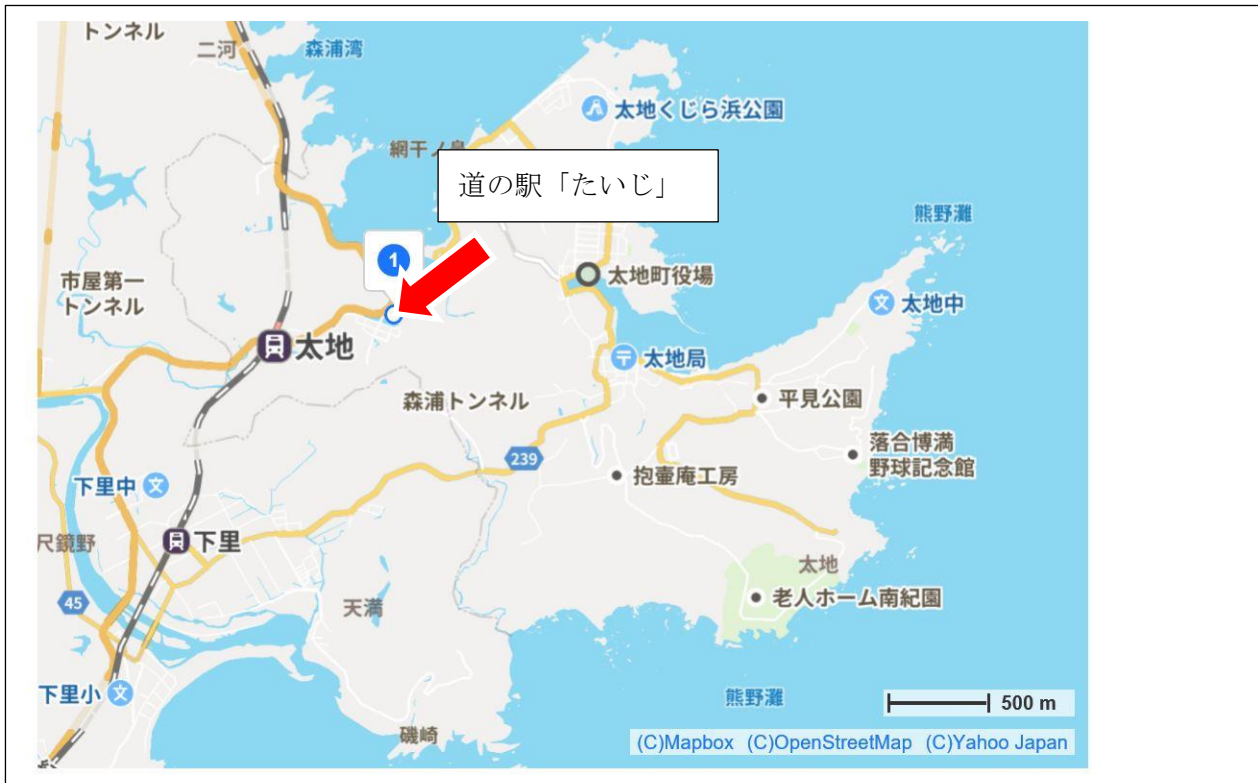 トンネル
二河
森浦湾
太地くじら浜公園
網干ノ鼻
道の駅「たいじ」
熊野灘
1
市屋第一
トンネル
太地町役場
太地中
太地
太地局
森浦トンネル
平見公園
落合博満
野球記念館
239
抱壷庵工房
下里中
尺鏡野
下里
太地
45
天満
老人ホーム南紀園
下里小
熊野灘
500 m
磯崎
(C)Mapbox (C)OpenStreetMap (C)Yahoo Japan